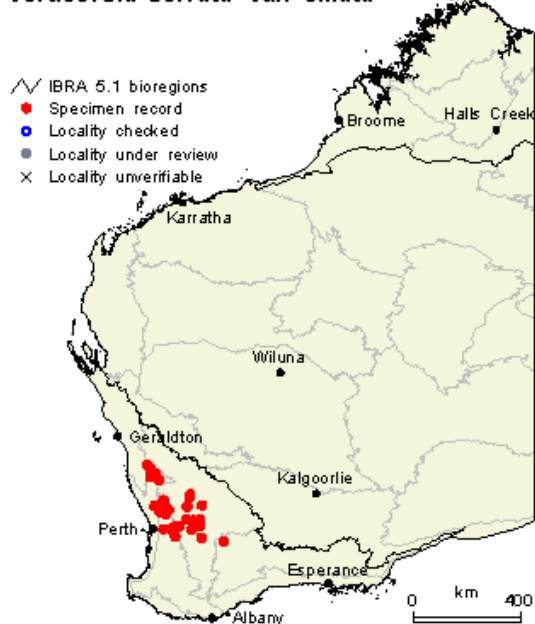 IBRA 5.1 bioregions
Specimen record
Locality checked
Locality under review
Locality unverifiable
Broome
Halls Creek
Karratha
Wiluna
Geraldton
Kalgoorlie
Perth
Esperance
Albany
km
0 400